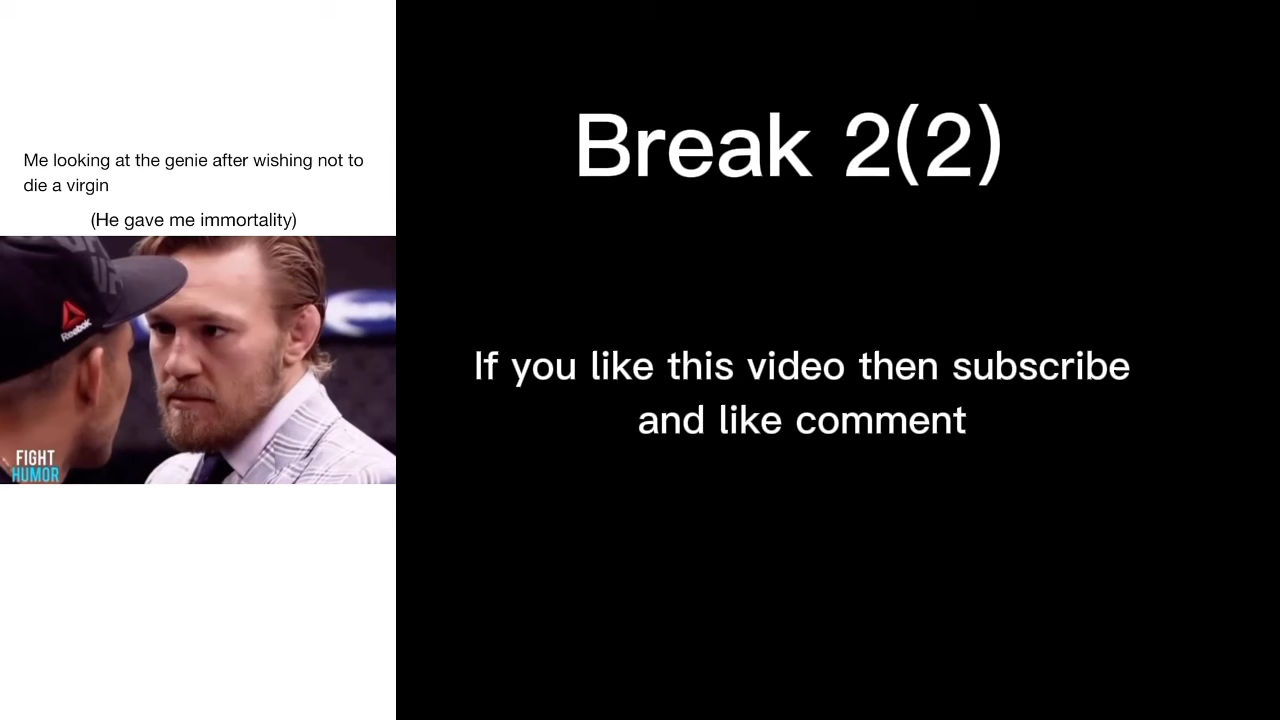 Me looking at the genie after wishing not to
die a virgin
(He gave me immortality)
Reebok
FIGHT
HUMOR
Break 2(2)
If you like this video then subscribe
and like comment